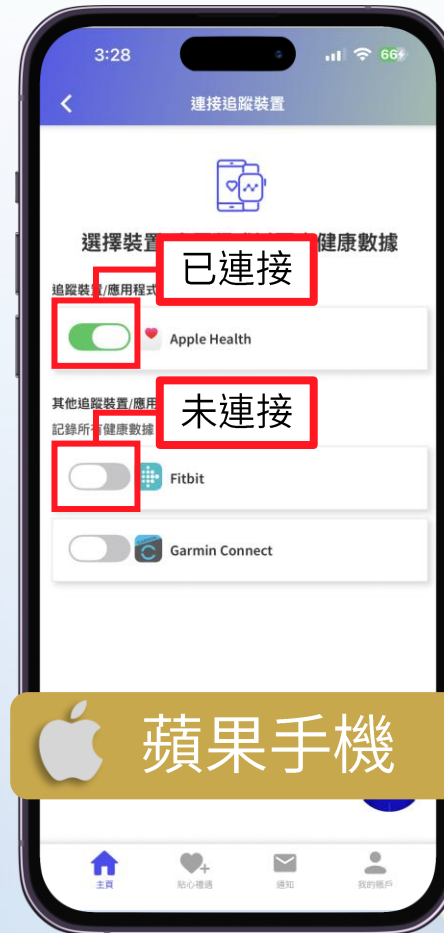 3:28
66
連接追蹤裝置
選擇裝置
健康數據
已連接
追蹤裝置/應用程式
Apple Health
未連接
其他追蹤裝置/應用
記錄所有健康數據
Fitbit
Garmin Connect
蘋果手機
主頁
貼心禮遇
通知
我的賬戶